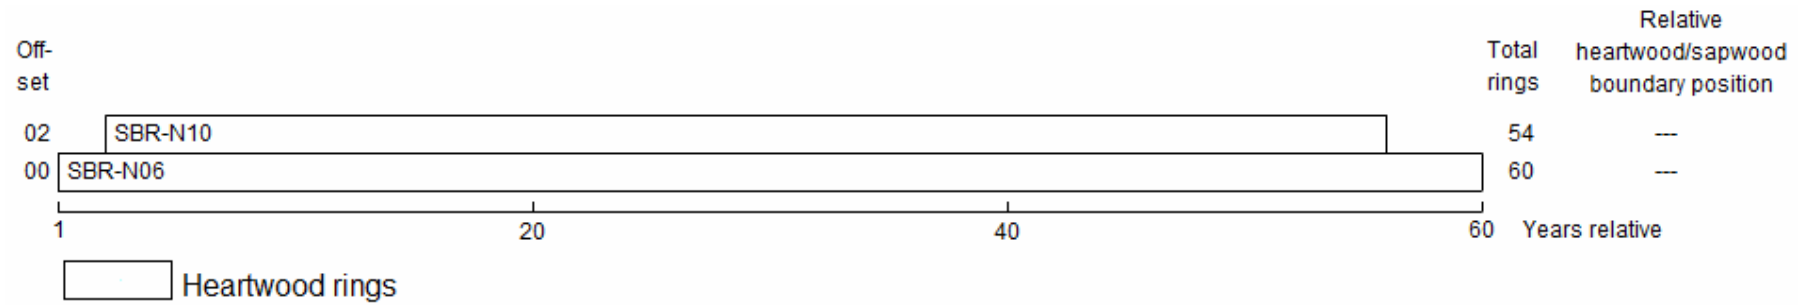 Off-
set
Total
rings
Relative
heartwood/sapwood
boundary position
02 SBR-N10 54 ---
00 SBR-N06 60 ---
1 20 40 60 Years relative
Heartwood rings